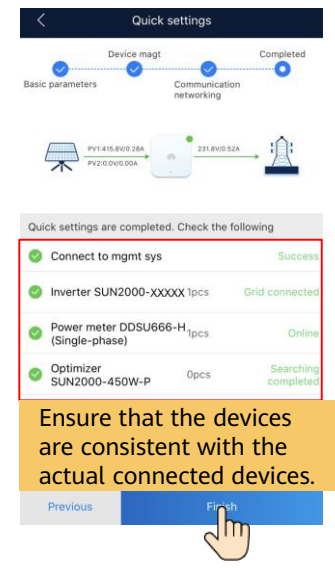 Quick settings
Device magt
Completed
Basic parameters
Communication
networking
PV1:415.8V/0.28A
PV2:0.0V/0.00A
231.8V/0.52A
Quick settings are completed. Check the following
Connect to mgmt sys
Success
Inverter SUN2000-XXXXX 1pcs
Grid connected
Power meter DDSU666-H
(Single-phase)
1pcs
Online
Optimizer
SUN2000-450W-P
0pcs
Searching
completed
Ensure that the devices
are consistent with the
actual connected devices.
Previous
Finish